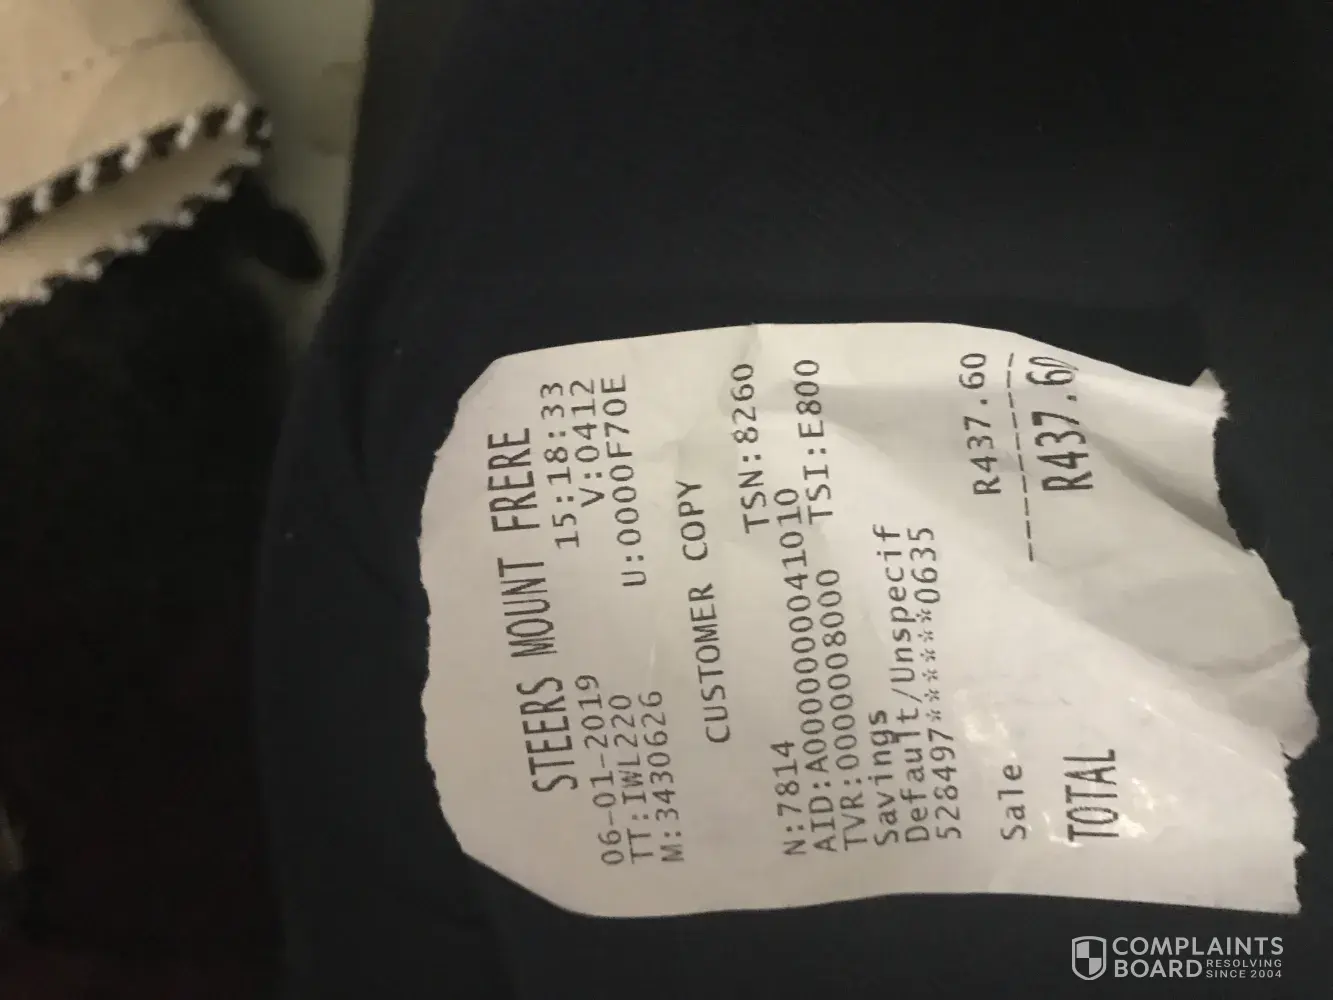 STEERS MOUNT FRERE
06-01-2019 15:18:33
TT:IWL220 V:0412
M:3430626 U:0000F70E
CUSTOMER COPY
N:7814 TSN:8260
AID:A0000000041010
TVR:0000008000 TSI:E800
Savings
Default/Unspecif
528497******0635
Sale R437.60
----------
TOTAL R437.60
COMPLAINTS
BOARD RESOLVING
SINCE 2004